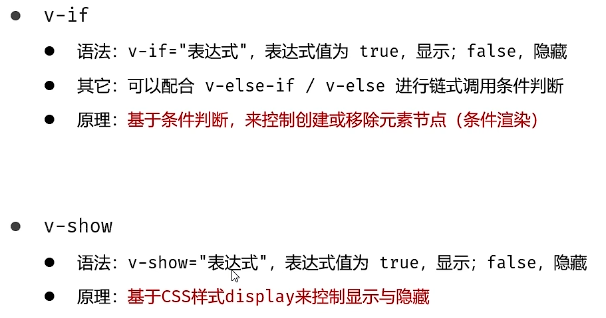 v-if
语法：v-if="表达式"，表达式值为 true，显示；false，隐藏
其它：可以配合 v-else-if / v-else 进行链式调用条件判断
原理：基于条件判断，来控制创建或移除元素节点（条件渲染）
v-show
语法：v-show="表达式"，表达式值为 true，显示；false，隐藏
原理：基于CSS样式display来控制显示与隐藏